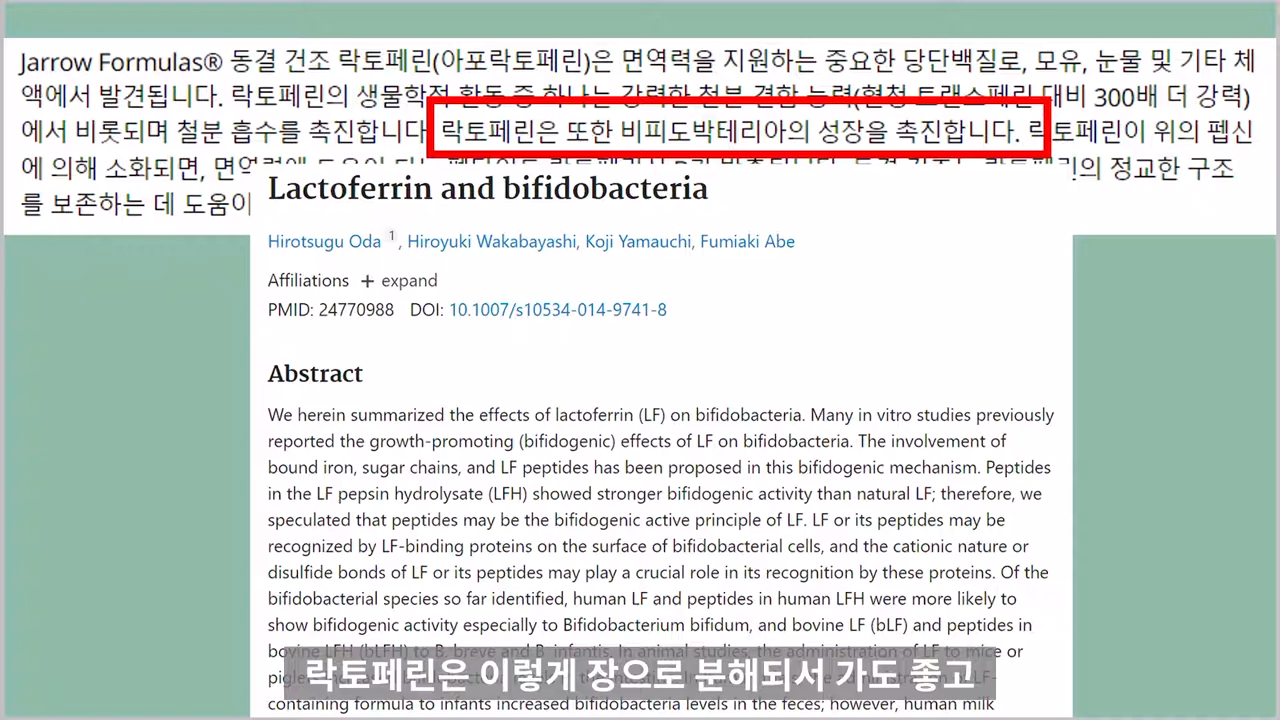 Jarrow Formulas® 동결 건조 락토페린(아포락토페린)은 면역력을 지원하는 중요한 당단백질로, 모유, 눈물 및 기타 체
액에서 발견됩니다. 락토페린의 생물학적 활동 중 하나는 강력한 철분 결합 능력(혈청 트랜스페린 대비 300배 더 강력)
에서 비롯되며 철분 흡수를 촉진합니다 락토페린은 또한 비피도박테리아의 성장을 촉진합니다. 락토페린이 위의 펩신
에 의해 소화되면, 면역력에 도움이 되는 펩타이드 락토페리신 의 정교한 구조
를 보존하는 데 도움이
Lactoferrin and bifidobacteria
Hirotsugu Oda 1, Hiroyuki Wakabayashi, Koji Yamauchi, Fumiaki Abe
Affiliations + expand
PMID: 24770988 DOI: 10.1007/s10534-014-9741-8
Abstract
We herein summarized the effects of lactoferrin (LF) on bifidobacteria. Many in vitro studies previously
reported the growth-promoting (bifidogenic) effects of LF on bifidobacteria. The involvement of
bound iron, sugar chains, and LF peptides has been proposed in this bifidogenic mechanism. Peptides
in the LF pepsin hydrolysate (LFH) showed stronger bifidogenic activity than natural LF; therefore, we
speculated that peptides may be the bifidogenic active principle of LF. LF or its peptides may be
recognized by LF-binding proteins on the surface of bifidobacterial cells, and the cationic nature or
disulfide bonds of LF or its peptides may play a crucial role in its recognition by these proteins. Of the
bifidobacterial species so far identified, human LF and peptides in human LFH were more likely to
show bifidogenic activity especially to Bifidobacterium bifidum, and bovine LF (bLF) and peptides in
bovine LFH (bLFH) to B. breve and B. infantis. In animal studies, the administration of LF to mice or
containing formula to infants increased bifidobacteria levels in the feces; however, human milk
락토페린은 이렇게 장으로 분해되서 가도 좋고